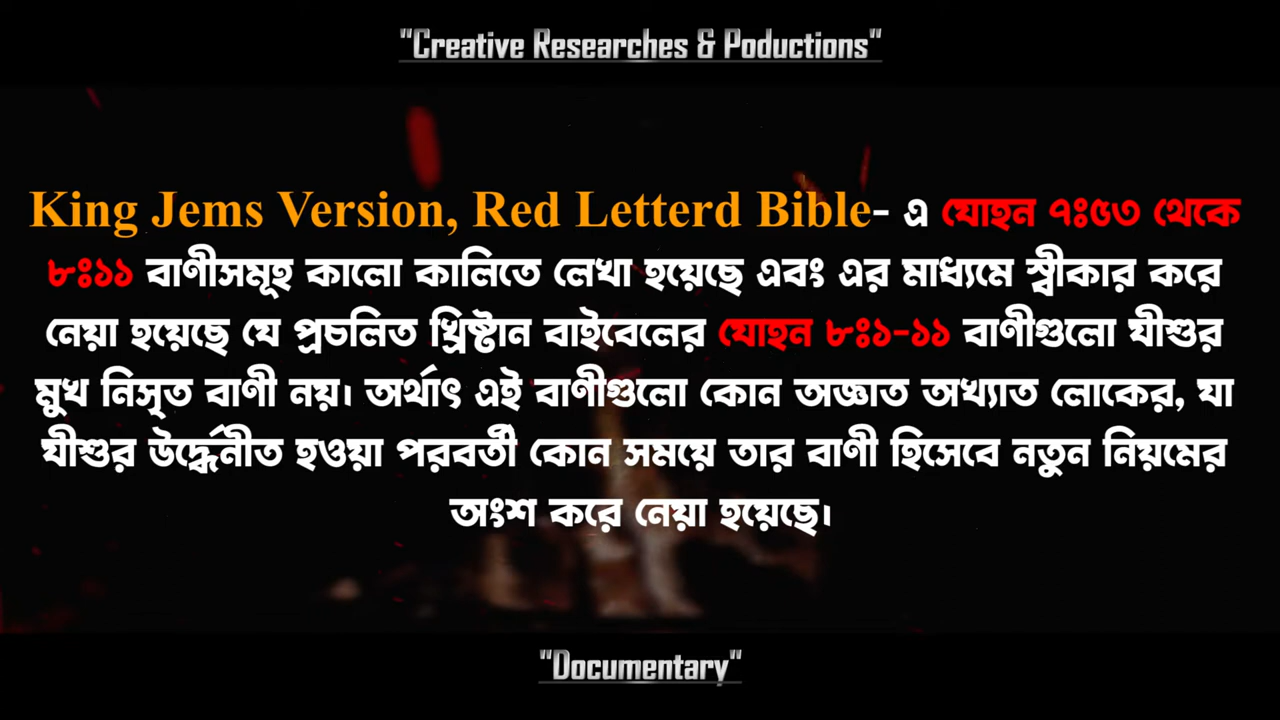 "Creative Researches & Poductions"
King Jems Version, Red Letterd Bible- এ যোহন ৭ঃ৫৩ থেকে
৮ঃ১১ বাণীসমূহ কালো কালিতে লেখা হয়েছে এবং এর মাধ্যমে স্বীকার করে
নেয়া হয়েছে যে প্রচলিত খ্রিষ্টান বাইবেলের যোহন ৮ঃ১-১১ বাণীগুলো যীশুর
মুখ নিসৃত বাণী নয়। অর্থাৎ এই বাণীগুলো কোন অজ্ঞাত অখ্যাত লোকের, যা
যীশুর উর্দ্ধেনীত হওয়া পরবর্তী কোন সময়ে তার বাণী হিসেবে নতুন নিয়মের
অংশ করে নেয়া হয়েছে।
"Documentary"